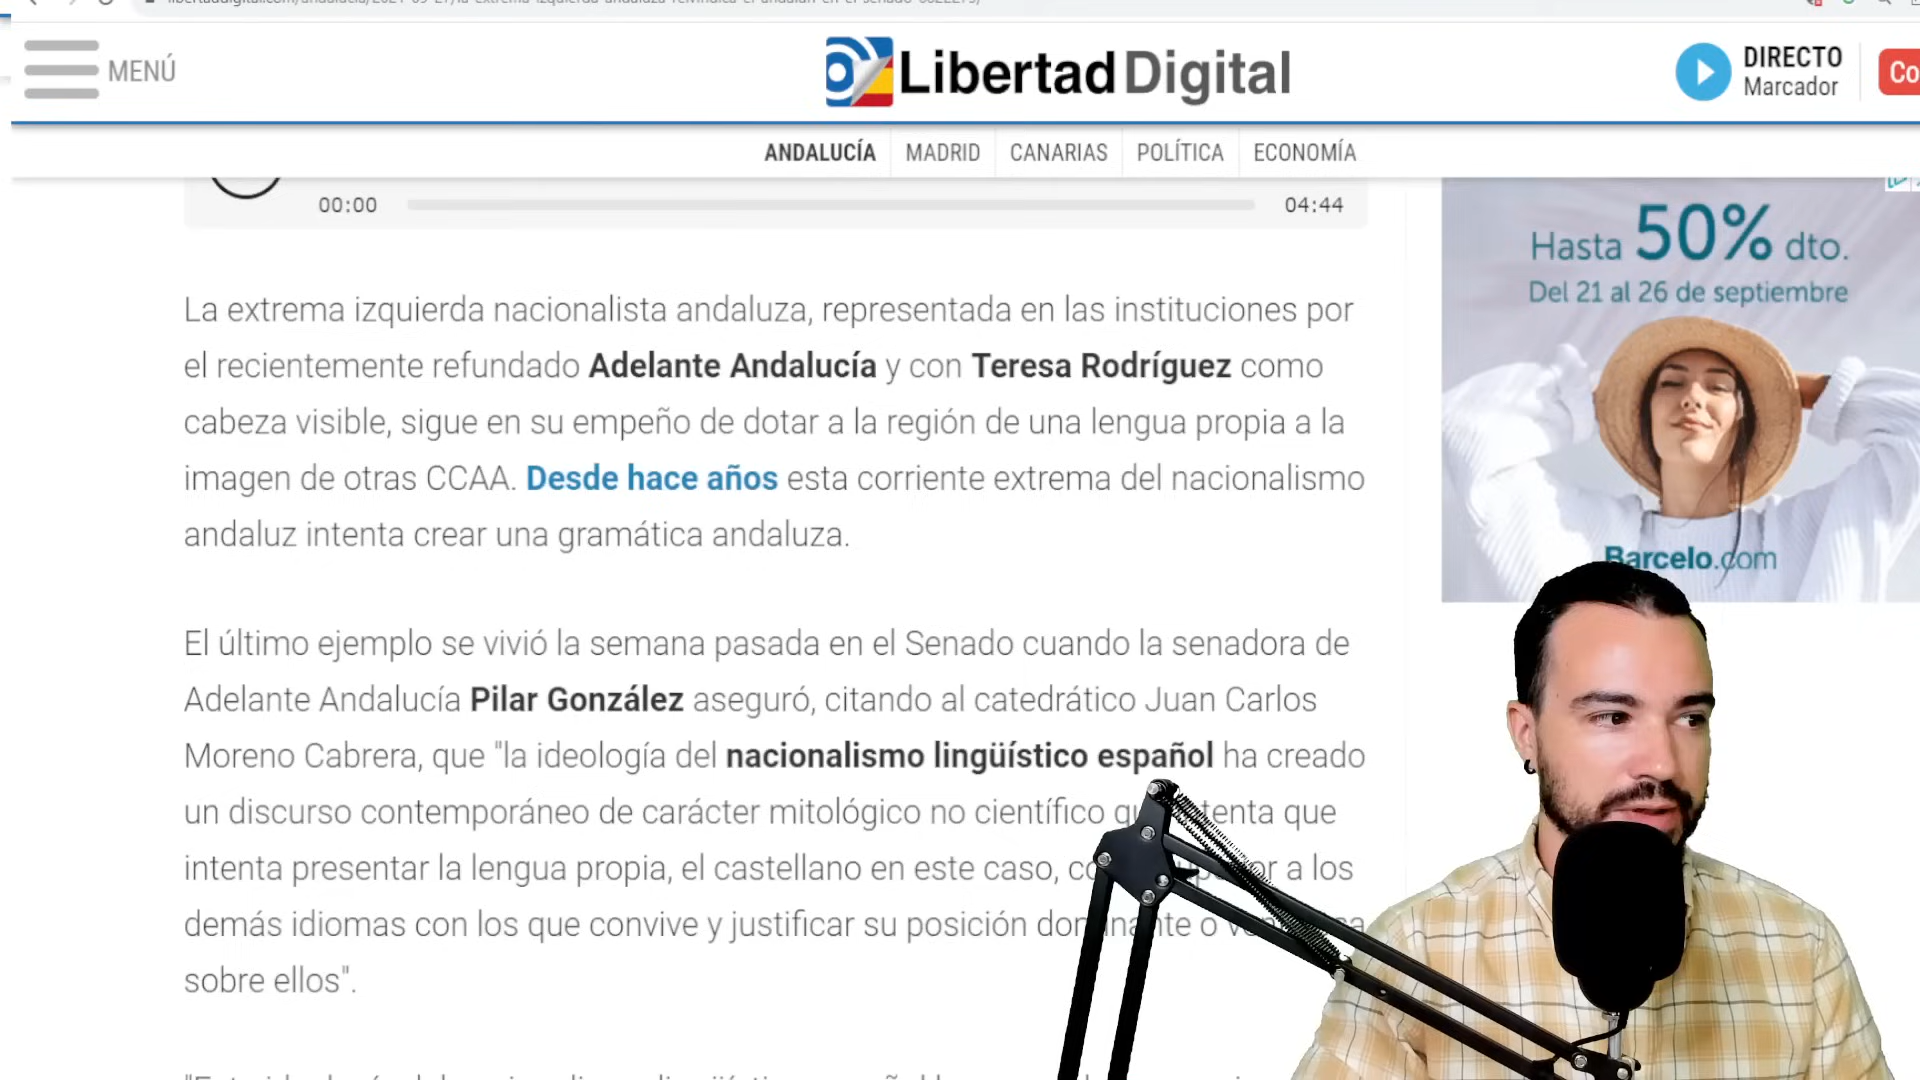 MENÚ
Libertad Digital
DIRECTO
Marcador
Co
ANDALUCÍA MADRID CANARIAS POLÍTICA ECONOMÍA
00:00 04:44
Hasta 50% dto.
Del 21 al 26 de septiembre
Barcelo.com
La extrema izquierda nacionalista andaluza, representada en las instituciones por
el recientemente refundado Adelante Andalucía y con Teresa Rodríguez como
cabeza visible, sigue en su empeño de dotar a la región de una lengua propia a la
imagen de otras CCAA. Desde hace años esta corriente extrema del nacionalismo
andaluz intenta crear una gramática andaluza.
El último ejemplo se vivió la semana pasada en el Senado cuando la senadora de
Adelante Andalucía Pilar González aseguró, citando al catedrático Juan Carlos
Moreno Cabrera, que "la ideología del nacionalismo lingüístico español ha creado
un discurso contemporáneo de carácter mitológico no científico que
intenta presentar la lengua propia, el castellano en este caso, a los
demás idiomas con los que convive y justificar su posición dominante o
sobre ellos".